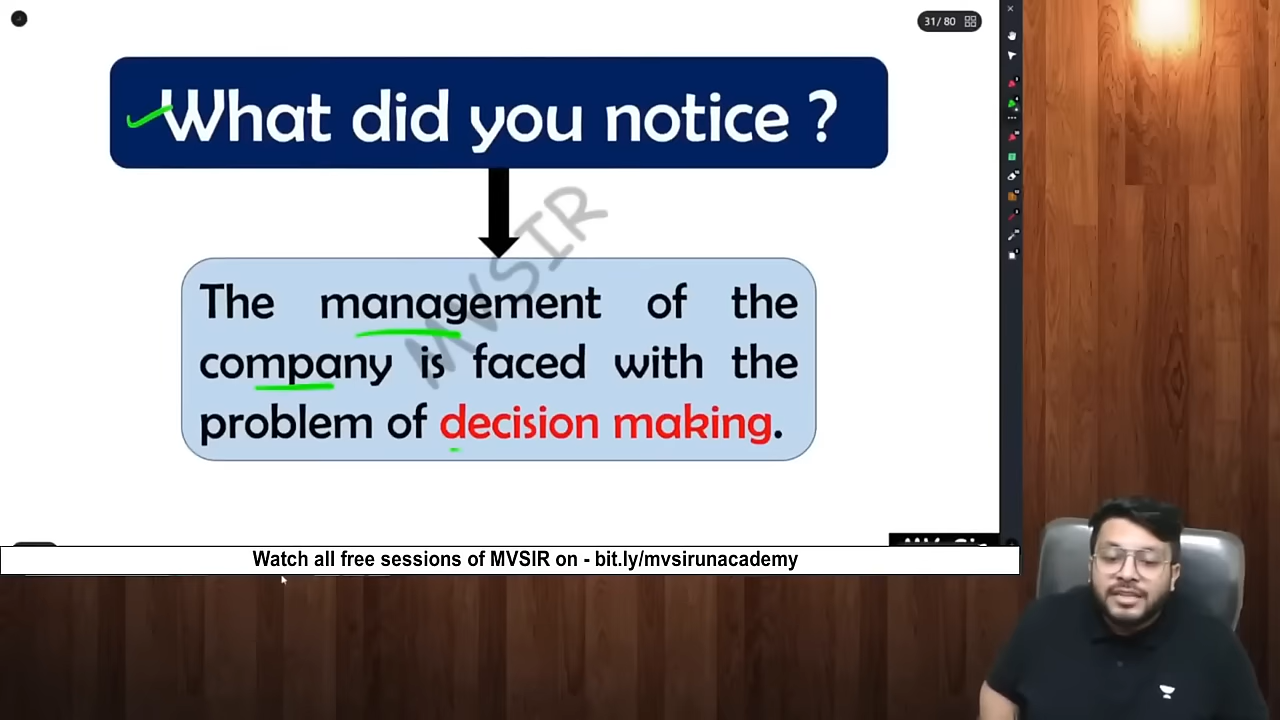 31/ 80
What did you notice ?
MVSIR
The management of the
company is faced with the
problem of decision making.
Watch all free sessions of MVSIR on - bit.ly/mvsirunacademy